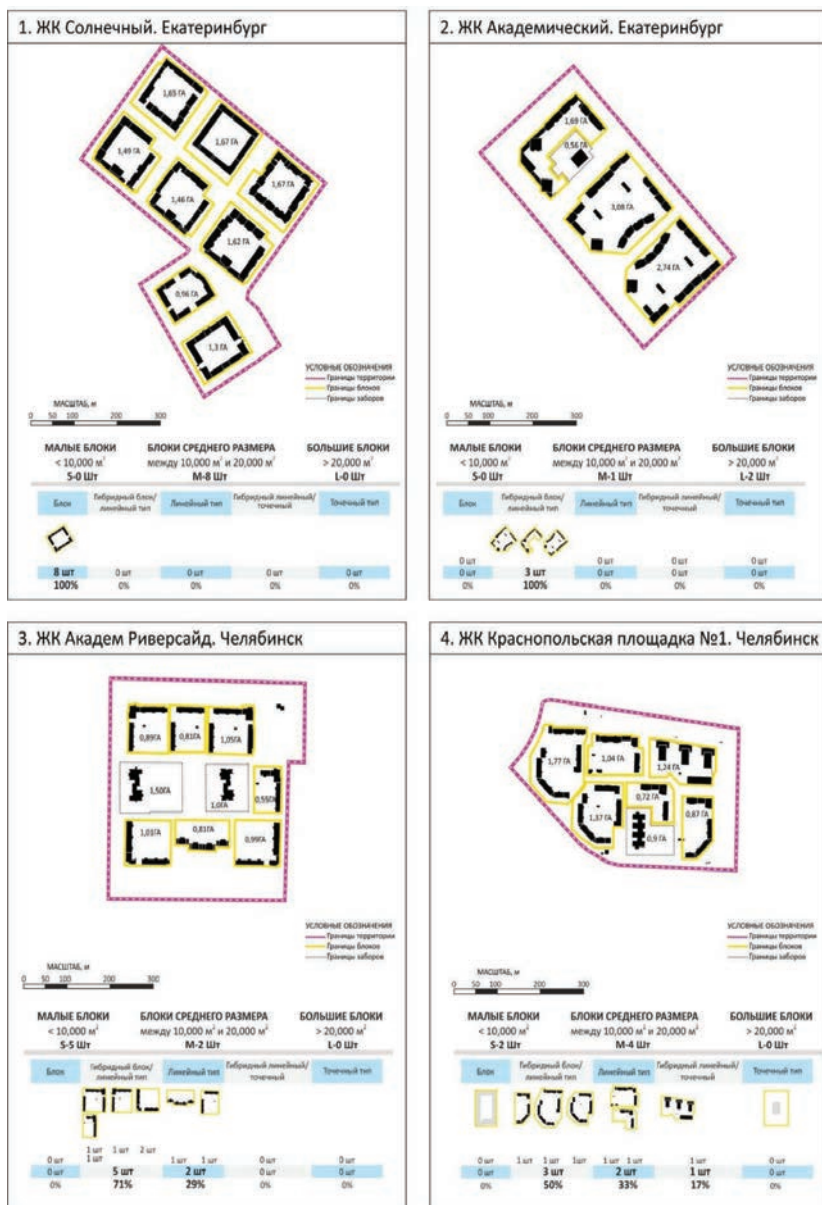 1. ЖК Солнечный. Екатеринбург
1,65 ГА
1,67 ГА
1,49 ГА
1,67 ГА
1,46 ГА
1,62 ГА
0,96 ГА
1,3 ГА
УСЛОВНЫЕ ОБОЗНАЧЕНИЯ
Границы территории
Границы блоков
Границы заборов
МАСШТАБ, м
0 50 100 200 300
МАЛЫЕ БЛОКИ БЛОКИ СРЕДНЕГО РАЗМЕРА БОЛЬШИЕ БЛОКИ
< 10,000 м² между 10,000 м² и 20,000 м² > 20,000 м²
S-0 Шт M-8 Шт L-0 Шт
Блок Гибридный блок/ линейный тип Линейный тип Гибридный линейный/ точечный Точечный тип
8 шт 0 шт 0 шт 0 шт 0 шт
100% 0% 0% 0% 0%
2. ЖК Академический. Екатеринбург
1,69 ГА
0,56 ГА
3,08 ГА
2,74 ГА
УСЛОВНЫЕ ОБОЗНАЧЕНИЯ
Границы территории
Границы блоков
Границы заборов
МАСШТАБ, м
0 50 100 200 300
МАЛЫЕ БЛОКИ БЛОКИ СРЕДНЕГО РАЗМЕРА БОЛЬШИЕ БЛОКИ
< 10,000 м² между 10,000 м² и 20,000 м² > 20,000 м²
S-0 Шт M-1 Шт L-2 Шт
Блок Гибридный блок/ линейный тип Линейный тип Гибридный линейный/ точечный Точечный тип
0 шт 0 шт 0 шт 0 шт
0 шт 3 шт 0 шт 0 шт 0 шт
0% 100% 0% 0% 0%
3. ЖК Академ Риверсайд. Челябинск
0,89ГА 0,81ГА 1,05ГА
1,50ГА 1,0ГА 0,55ГА
1,01ГА 0,81ГА 0,99ГА
УСЛОВНЫЕ ОБОЗНАЧЕНИЯ
Границы территории
Границы блоков
Границы заборов
МАСШТАБ, м
0 50 100 200 300
МАЛЫЕ БЛОКИ БЛОКИ СРЕДНЕГО РАЗМЕРА БОЛЬШИЕ БЛОКИ
< 10,000 м² между 10,000 м² и 20,000 м² > 20,000 м²
S-5 Шт M-2 Шт L-0 Шт
Блок Гибридный блок/ линейный тип Линейный тип Гибридный линейный/ точечный Точечный тип
1 шт 1 шт 2 шт
0 шт 1 шт 1 шт 1 шт 0 шт 0 шт
0 шт 5 шт 2 шт 0 шт 0 шт
0% 71% 29% 0% 0%
4. ЖК Краснопольская площадка №1. Челябинск
1,77 ГА 1,04 ГА 1,24 ГА
1,37 ГА 0,72 ГА 0,87 ГА
0,9 ГА
УСЛОВНЫЕ ОБОЗНАЧЕНИЯ
Границы территории
Границы блоков
Границы заборов
МАСШТАБ, м
0 50 100 200 300
МАЛЫЕ БЛОКИ БЛОКИ СРЕДНЕГО РАЗМЕРА БОЛЬШИЕ БЛОКИ
< 10,000 м² между 10,000 м² и 20,000 м² > 20,000 м²
S-2 Шт M-4 Шт L-0 Шт
Блок Гибридный блок/ линейный тип Линейный тип Гибридный линейный/ точечный Точечный тип
0 шт 1 шт 1 шт 1шт 1 шт 1 шт 1 шт 0 шт
0 шт 3 шт 2 шт 1 шт 0 шт
0% 50% 33% 17% 0%